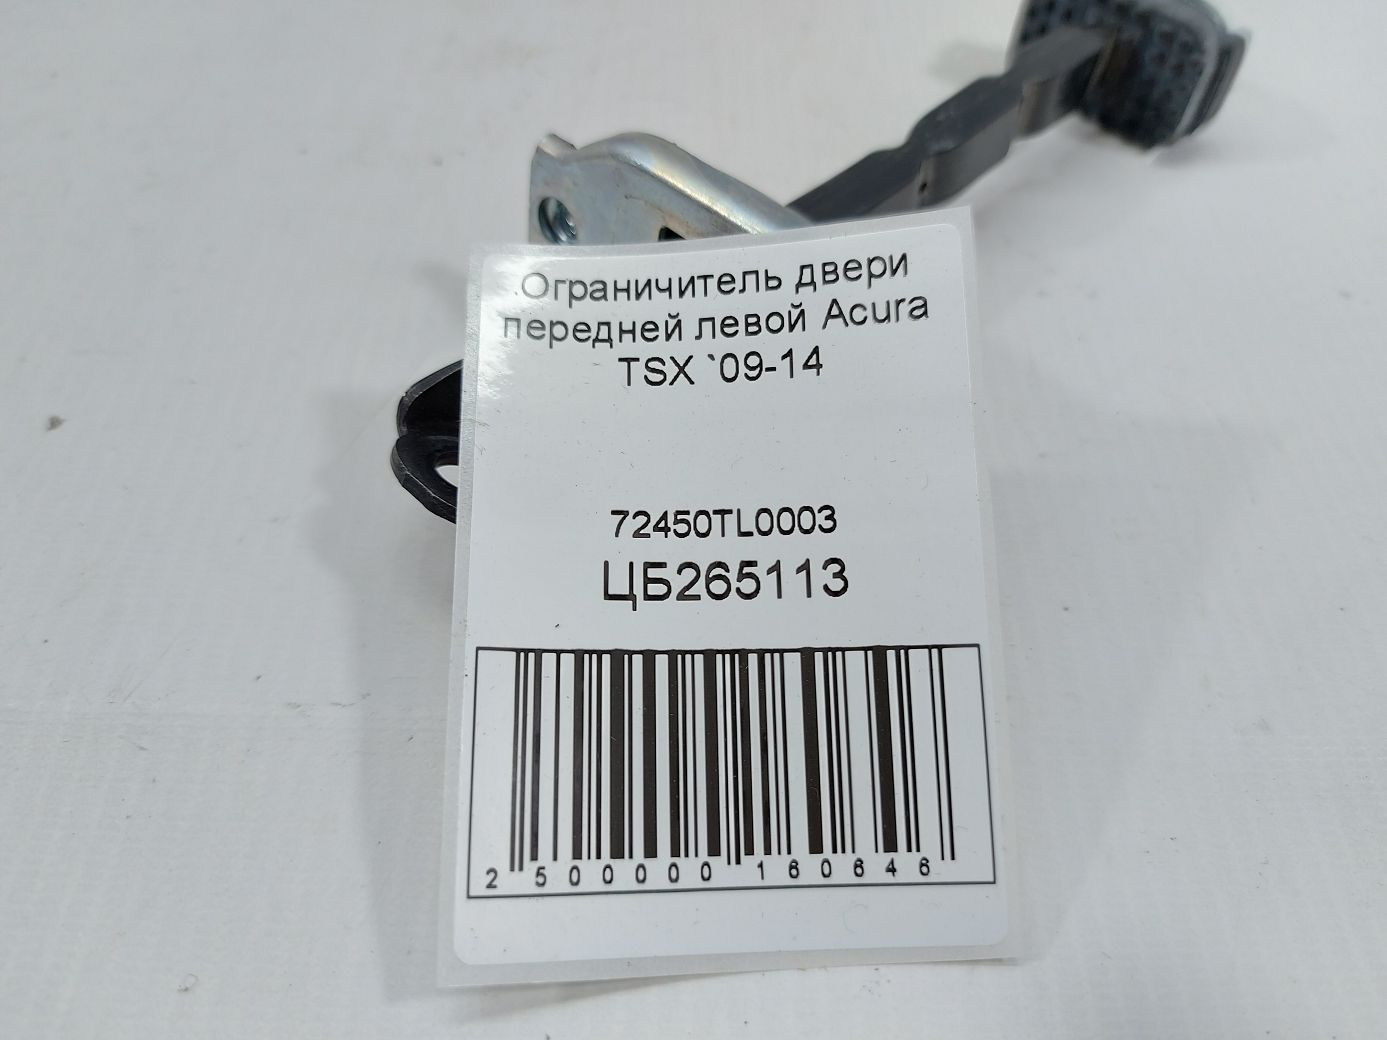 Ограничитель двери
передней левой Acura
TSX `09-14
72450TL0003
ЦБ265113
2 500000 160646